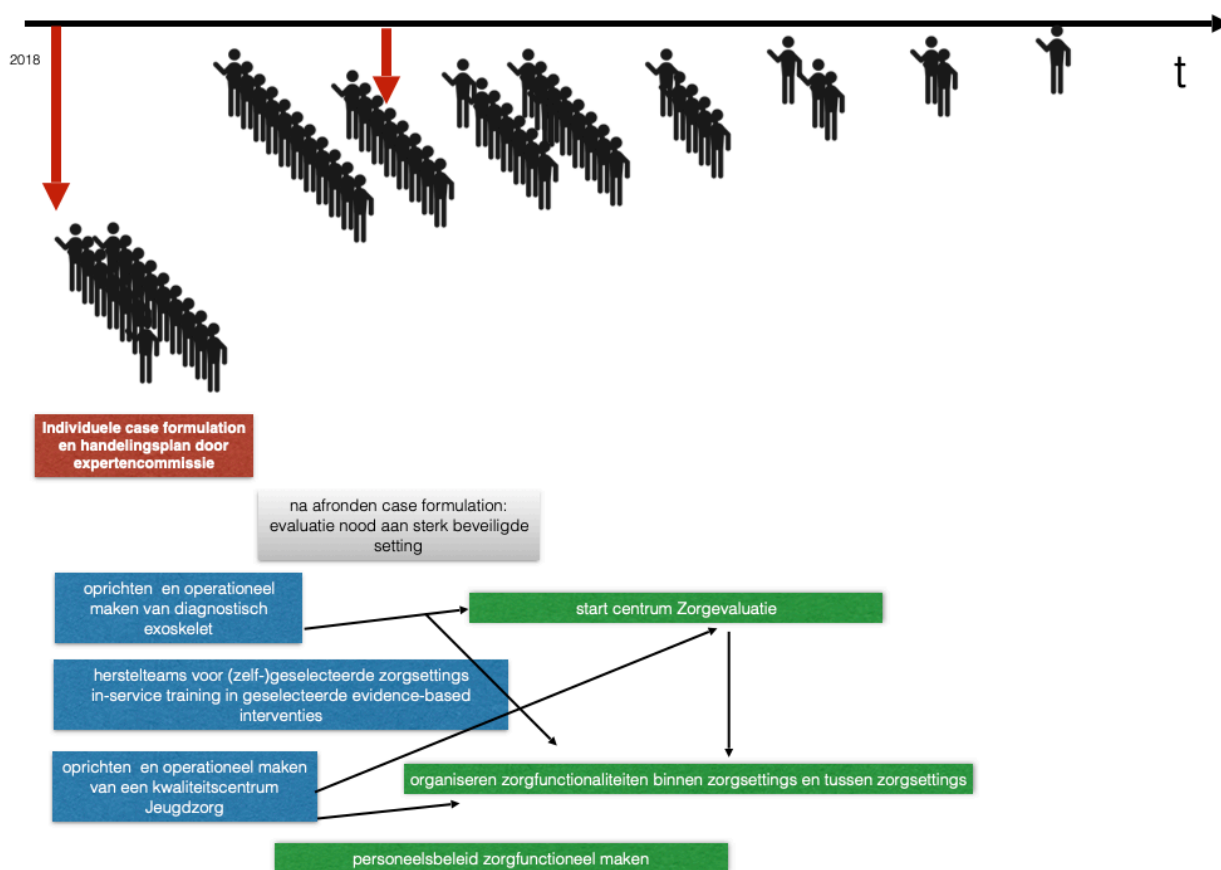 2018
t
Individuele case formulation
en handelingsplan door
expertencommissie
na afronden case formulation:
evaluatie nood aan sterk beveiligde
setting
oprichten en operationeel
maken van diagnostisch
exoskelet
start centrum Zorgevaluatie
herstelteams voor (zelf-)geselecteerde zorgsettings
in-service training in geselecteerde evidence-based
interventies
oprichten en operationeel maken
van een kwaliteitscentrum
Jeugdzorg
organiseren zorgfunctionaliteiten binnen zorgsettings en tussen zorgsettings
personeelsbeleid zorgfunctioneel maken